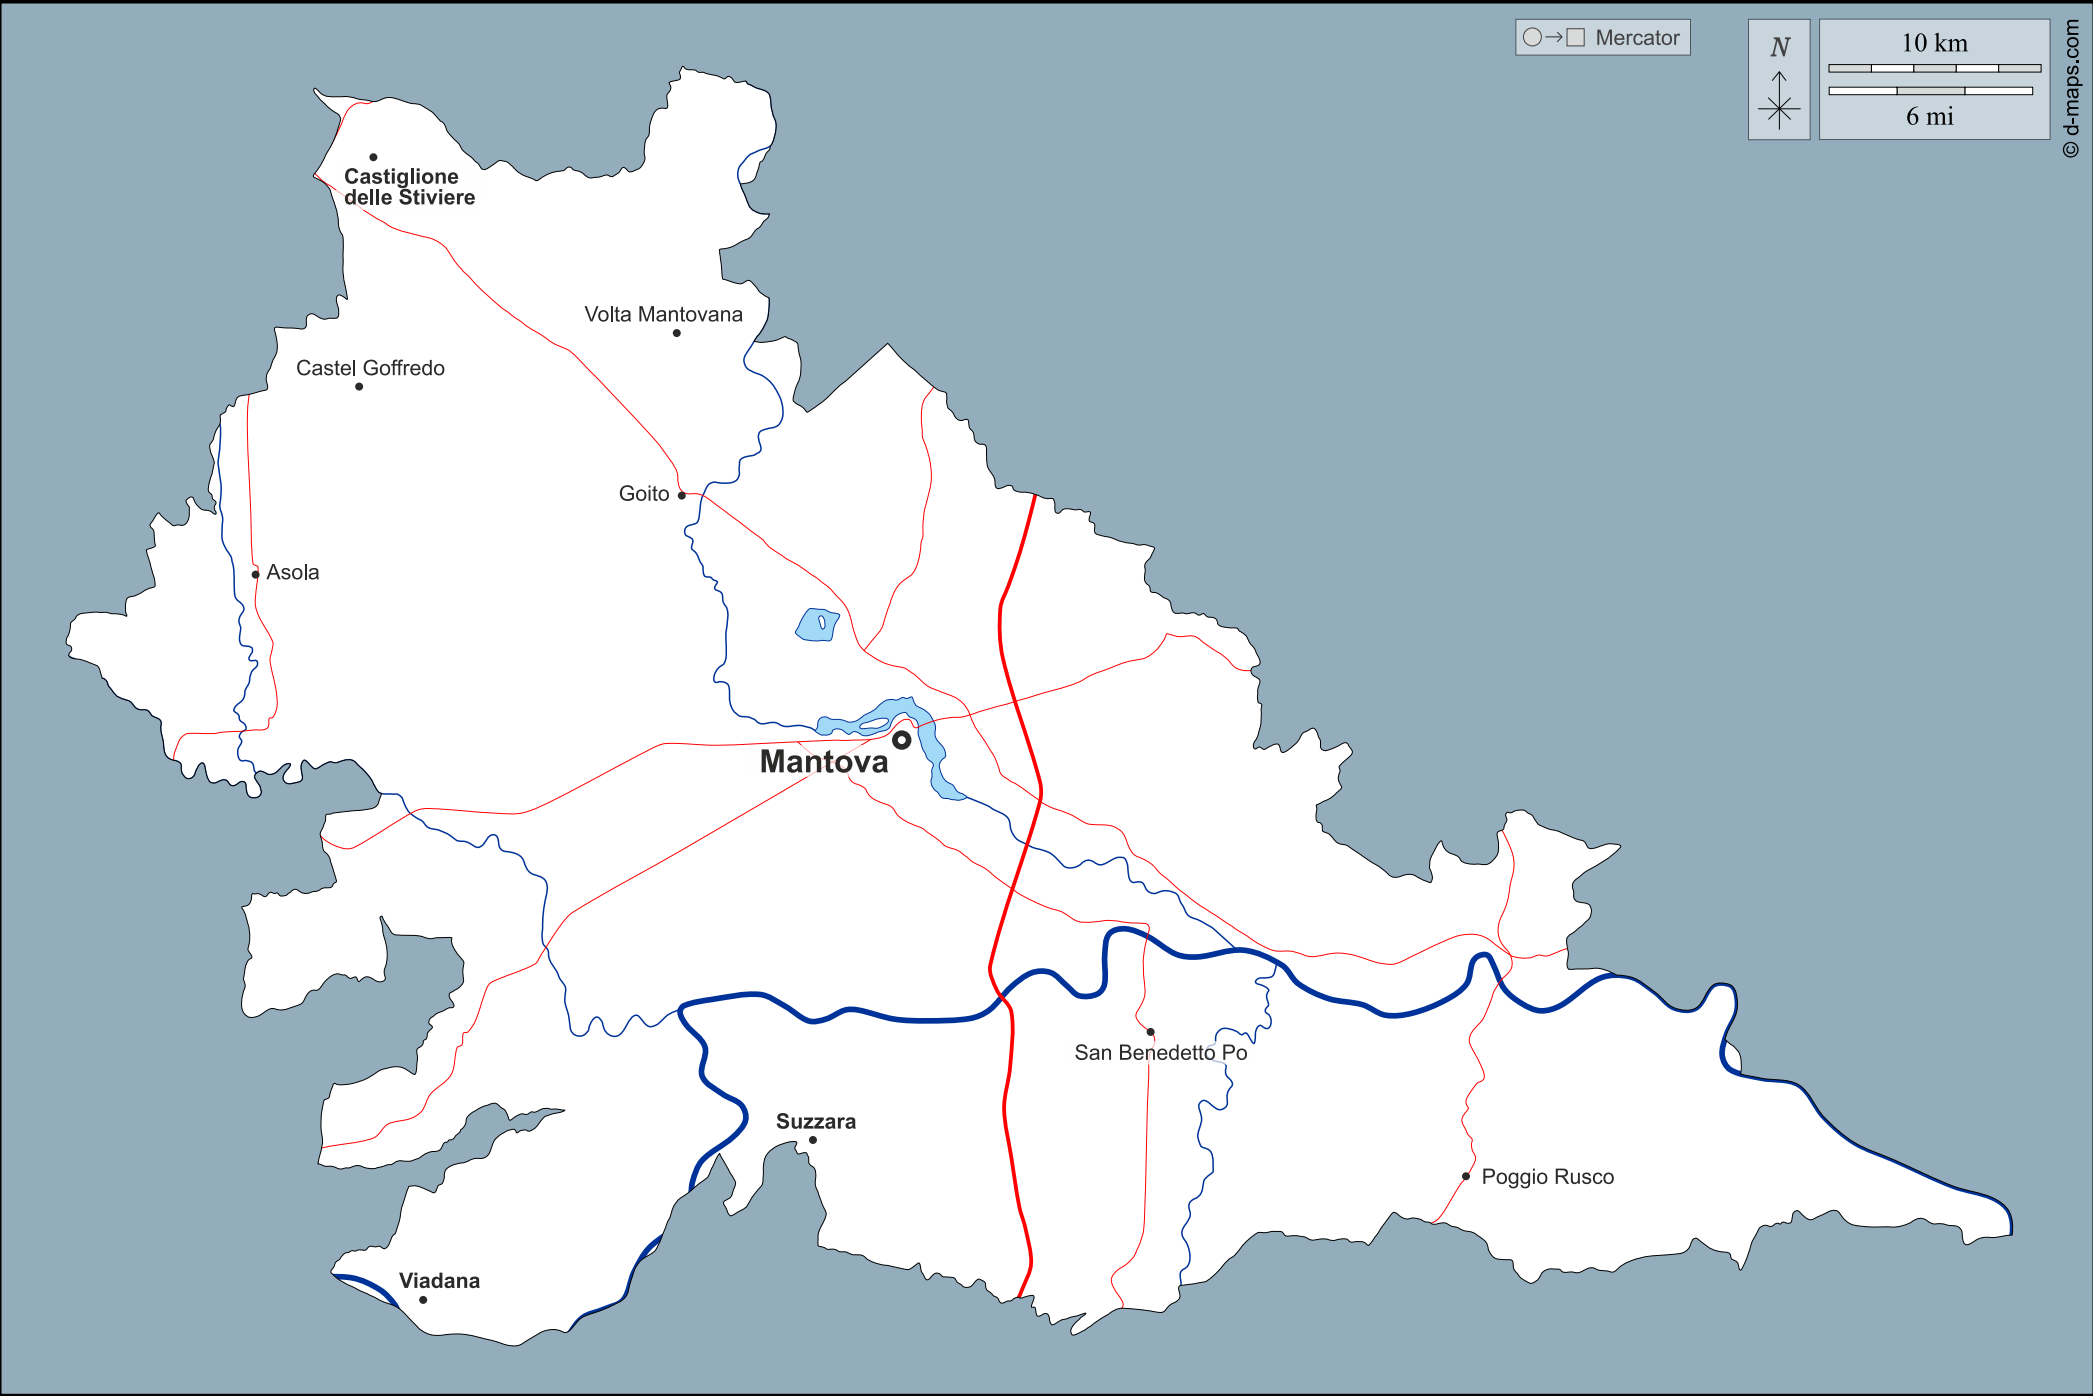 Mercator
N
10 km
6 mi
© d-maps.com
Castiglione
delle Stiviere
Volta Mantovana
Castel Goffredo
Goito
Asola
Mantova
San Benedetto Po
Suzzara
Poggio Rusco
Viadana